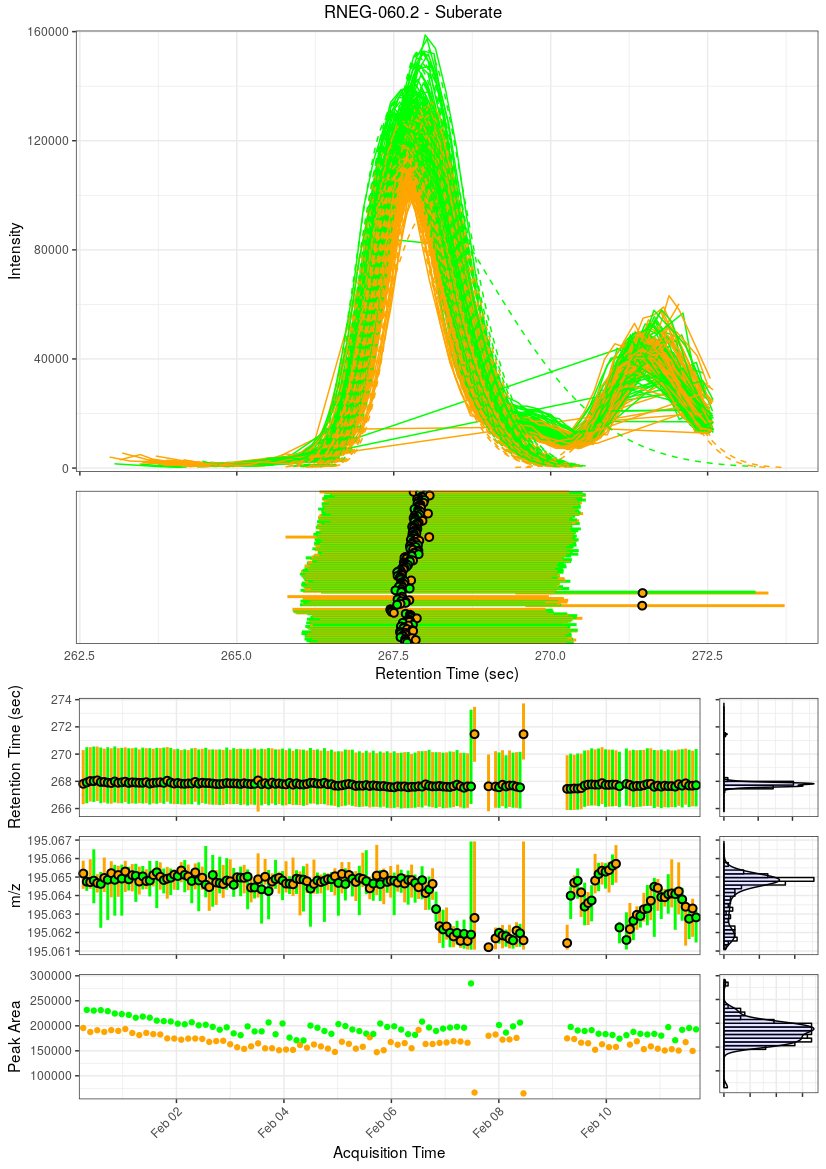 RNEG-060.2 - Suberate
160000
120000
80000
40000
0
Intensity
262.5 265.0 267.5 270.0 272.5
Retention Time (sec)
274
272
270
268
266
Retention Time (sec)
195.067
195.066
195.065
195.064
195.063
195.062
195.061
m/z
300000
250000
200000
150000
100000
Peak Area
Feb 02 Feb 04 Feb 06 Feb 08 Feb 10
Acquisition Time